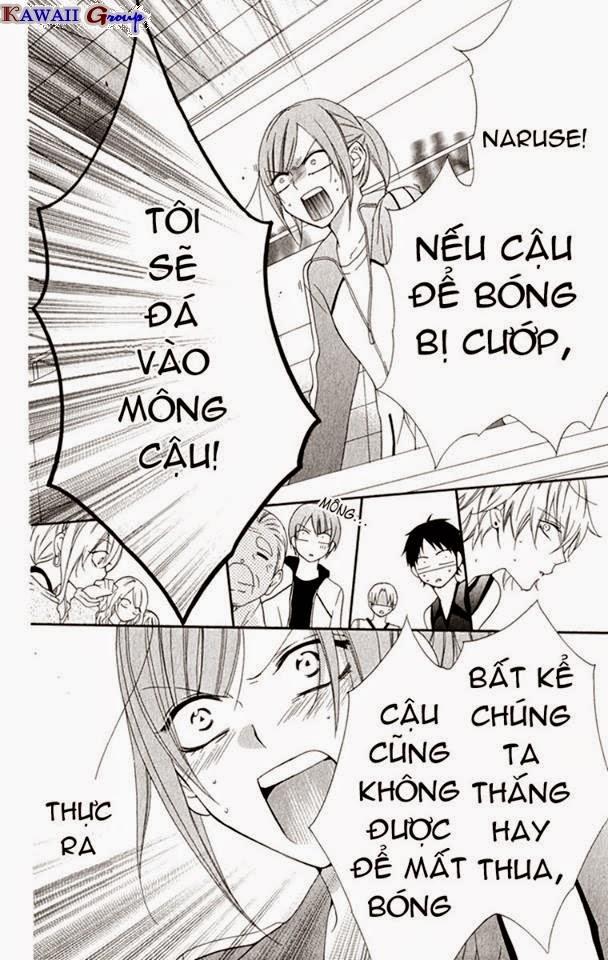 KAWAII Group
NARUSE!
NẾU CẬU
ĐỂ BÓNG
BỊ CƯỚP,
TÔI
SẼ
ĐÁ
VÀO
MÔNG
CẬU!
MÔNG...
BẤT KỂ
CHÚNG
TA
THẮNG
HAY
THUA,
CẬU
CŨNG
KHÔNG
ĐƯỢC
ĐỂ MẤT
BÓNG
THỰC
RA